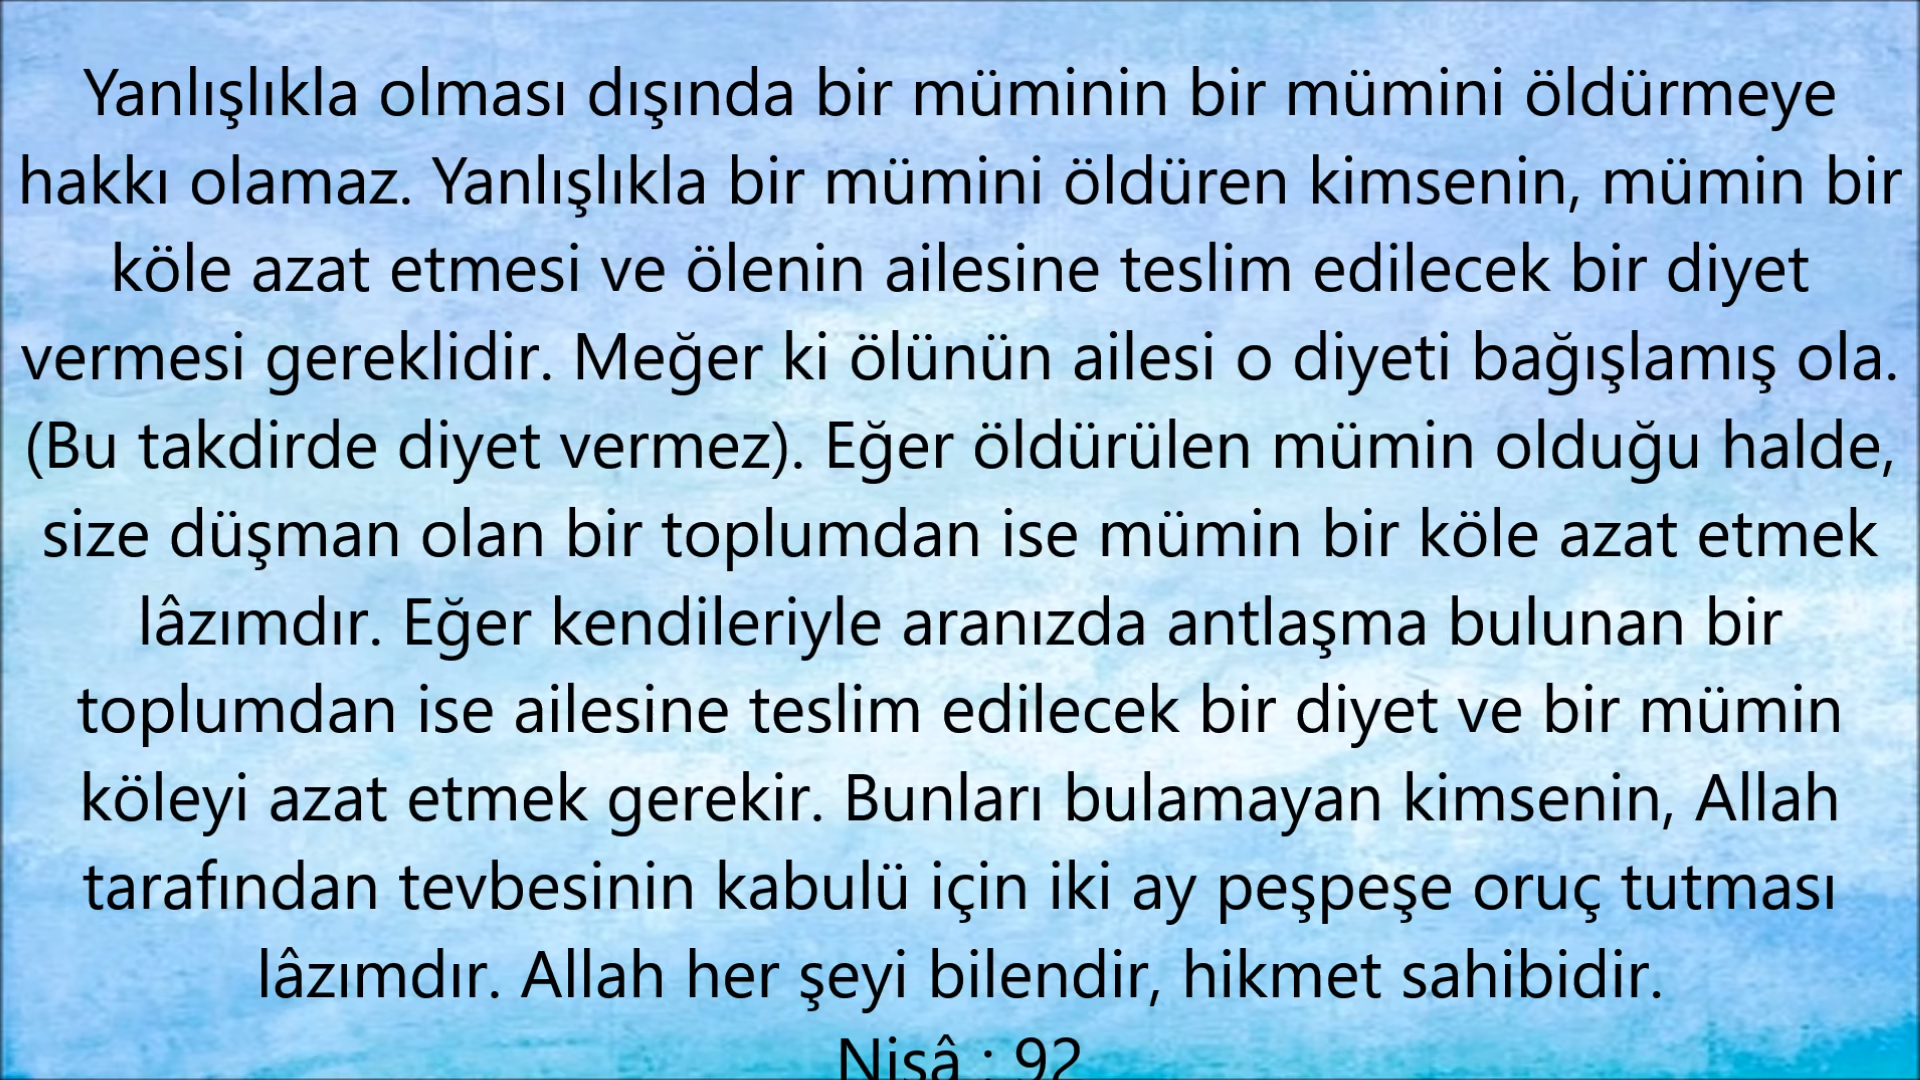 Yanlışlıkla olması dışında bir müminin bir mümini öldürmeye
hakkı olamaz. Yanlışlıkla bir mümini öldüren kimsenin, mümin bir
köle azat etmesi ve ölenin ailesine teslim edilecek bir diyet
vermesi gereklidir. Meğer ki ölünün ailesi o diyeti bağışlamış ola.
(Bu takdirde diyet vermez). Eğer öldürülen mümin olduğu halde,
size düşman olan bir toplumdan ise mümin bir köle azat etmek
lâzımdır. Eğer kendileriyle aranızda antlaşma bulunan bir
toplumdan ise ailesine teslim edilecek bir diyet ve bir mümin
köleyi azat etmek gerekir. Bunları bulamayan kimsenin, Allah
tarafından tevbesinin kabulü için iki ay peşpeşe oruç tutması
lâzımdır. Allah her şeyi bilendir, hikmet sahibidir.
Nisâ : 92